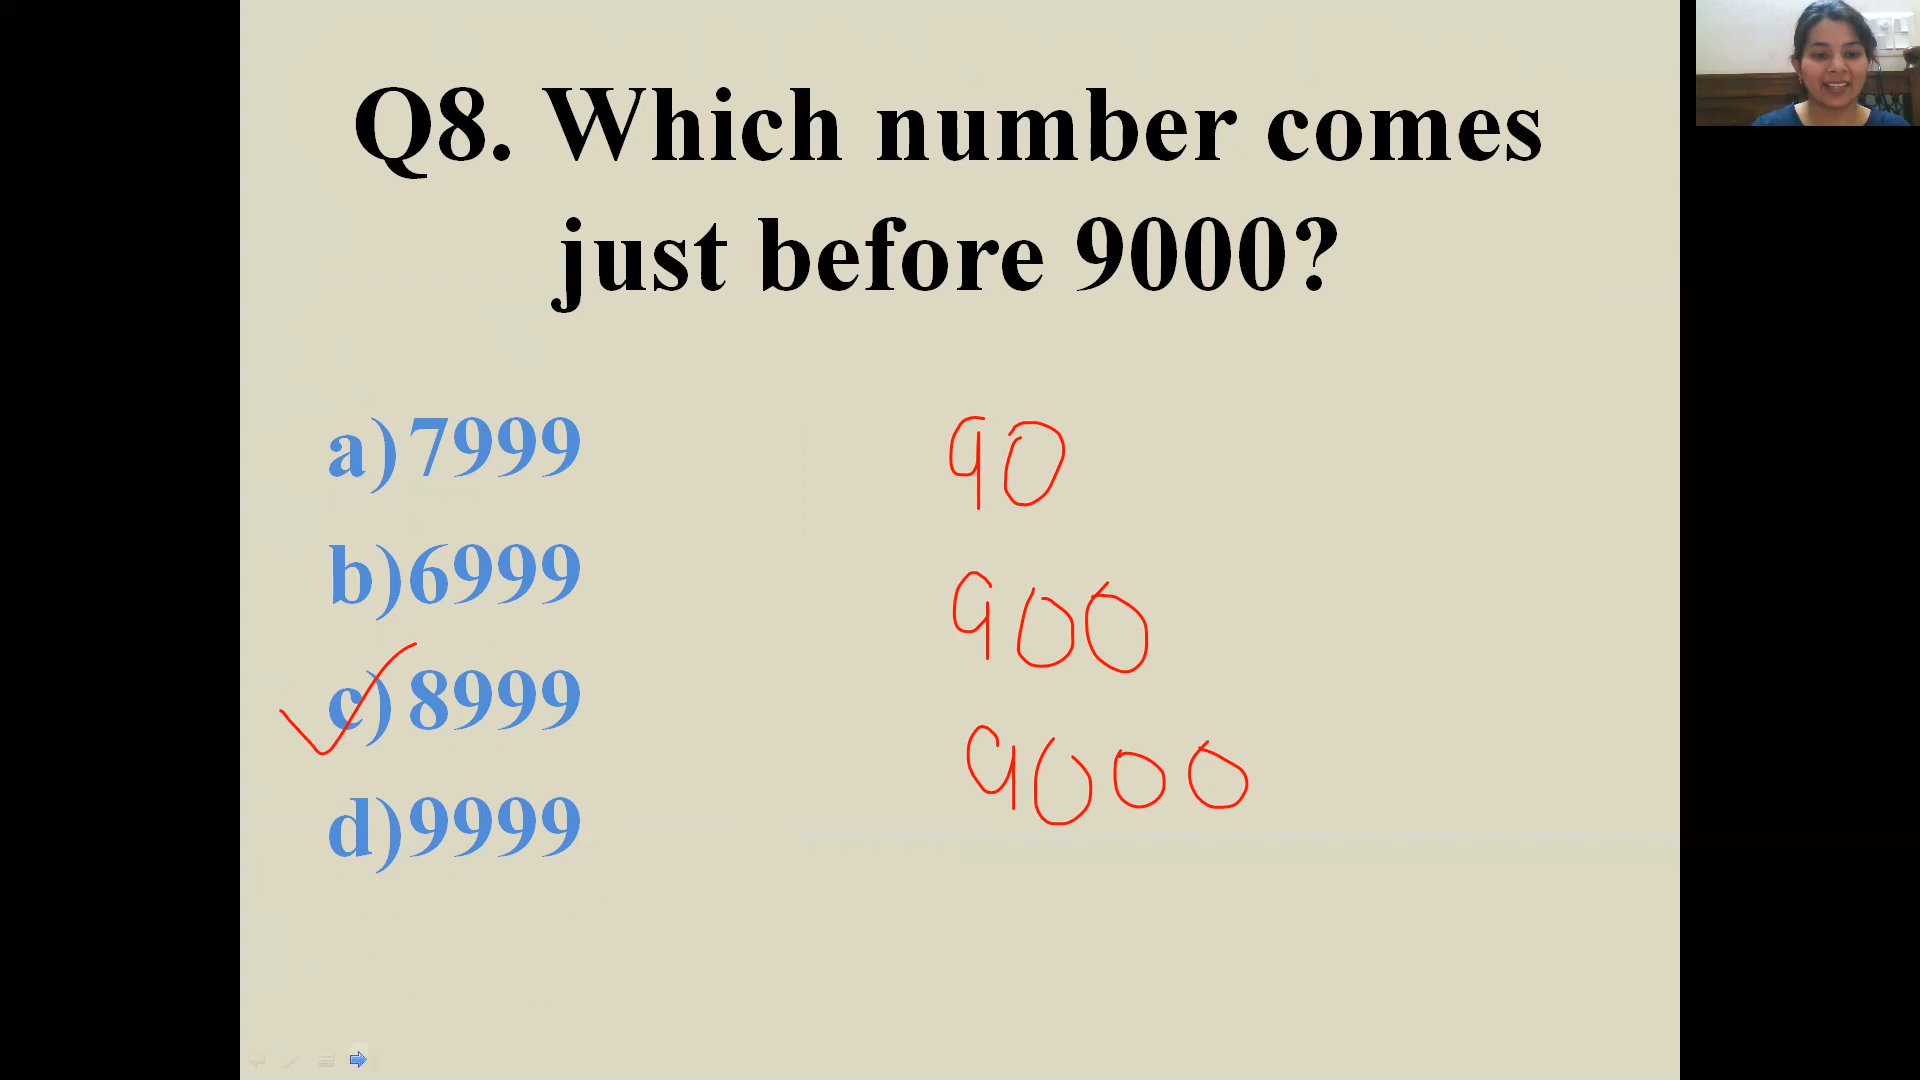 Q8. Which number comes
just before 9000?
a) 7999
b) 6999
c) 8999
d) 9999
90
900
9000